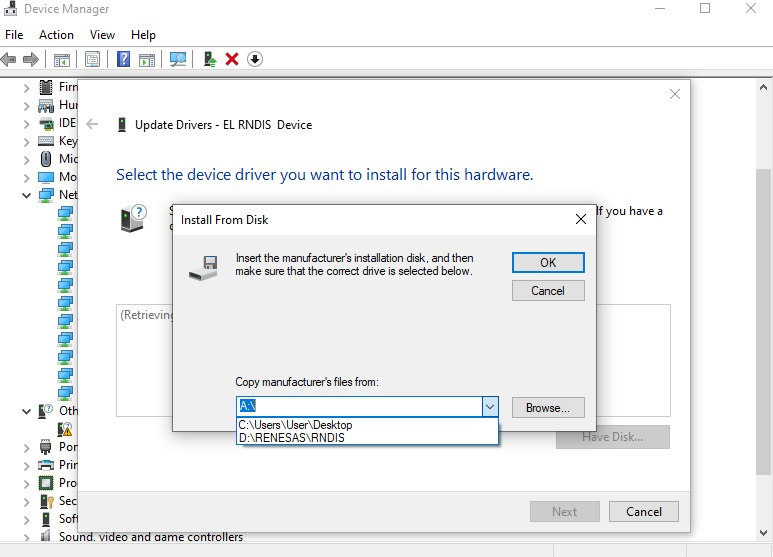 Device Manager
File Action View Help
Firm
Hu
IDE
Key
Mic
Mo
Net
Oth
Por
Prin
Pro
Sec
Soft
Sound, video and game controllers
Update Drivers - EL RNDIS Device
Select the device driver you want to install for this hardware.
If you have a
(Retrieving
Have Disk...
Next
Cancel
Install From Disk
Insert the manufacturer's installation disk, and then
make sure that the correct drive is selected below.
OK
Cancel
Copy manufacturer's files from:
A:\
Browse...
C:\Users\User\Desktop
D:\RENESAS\RNDIS